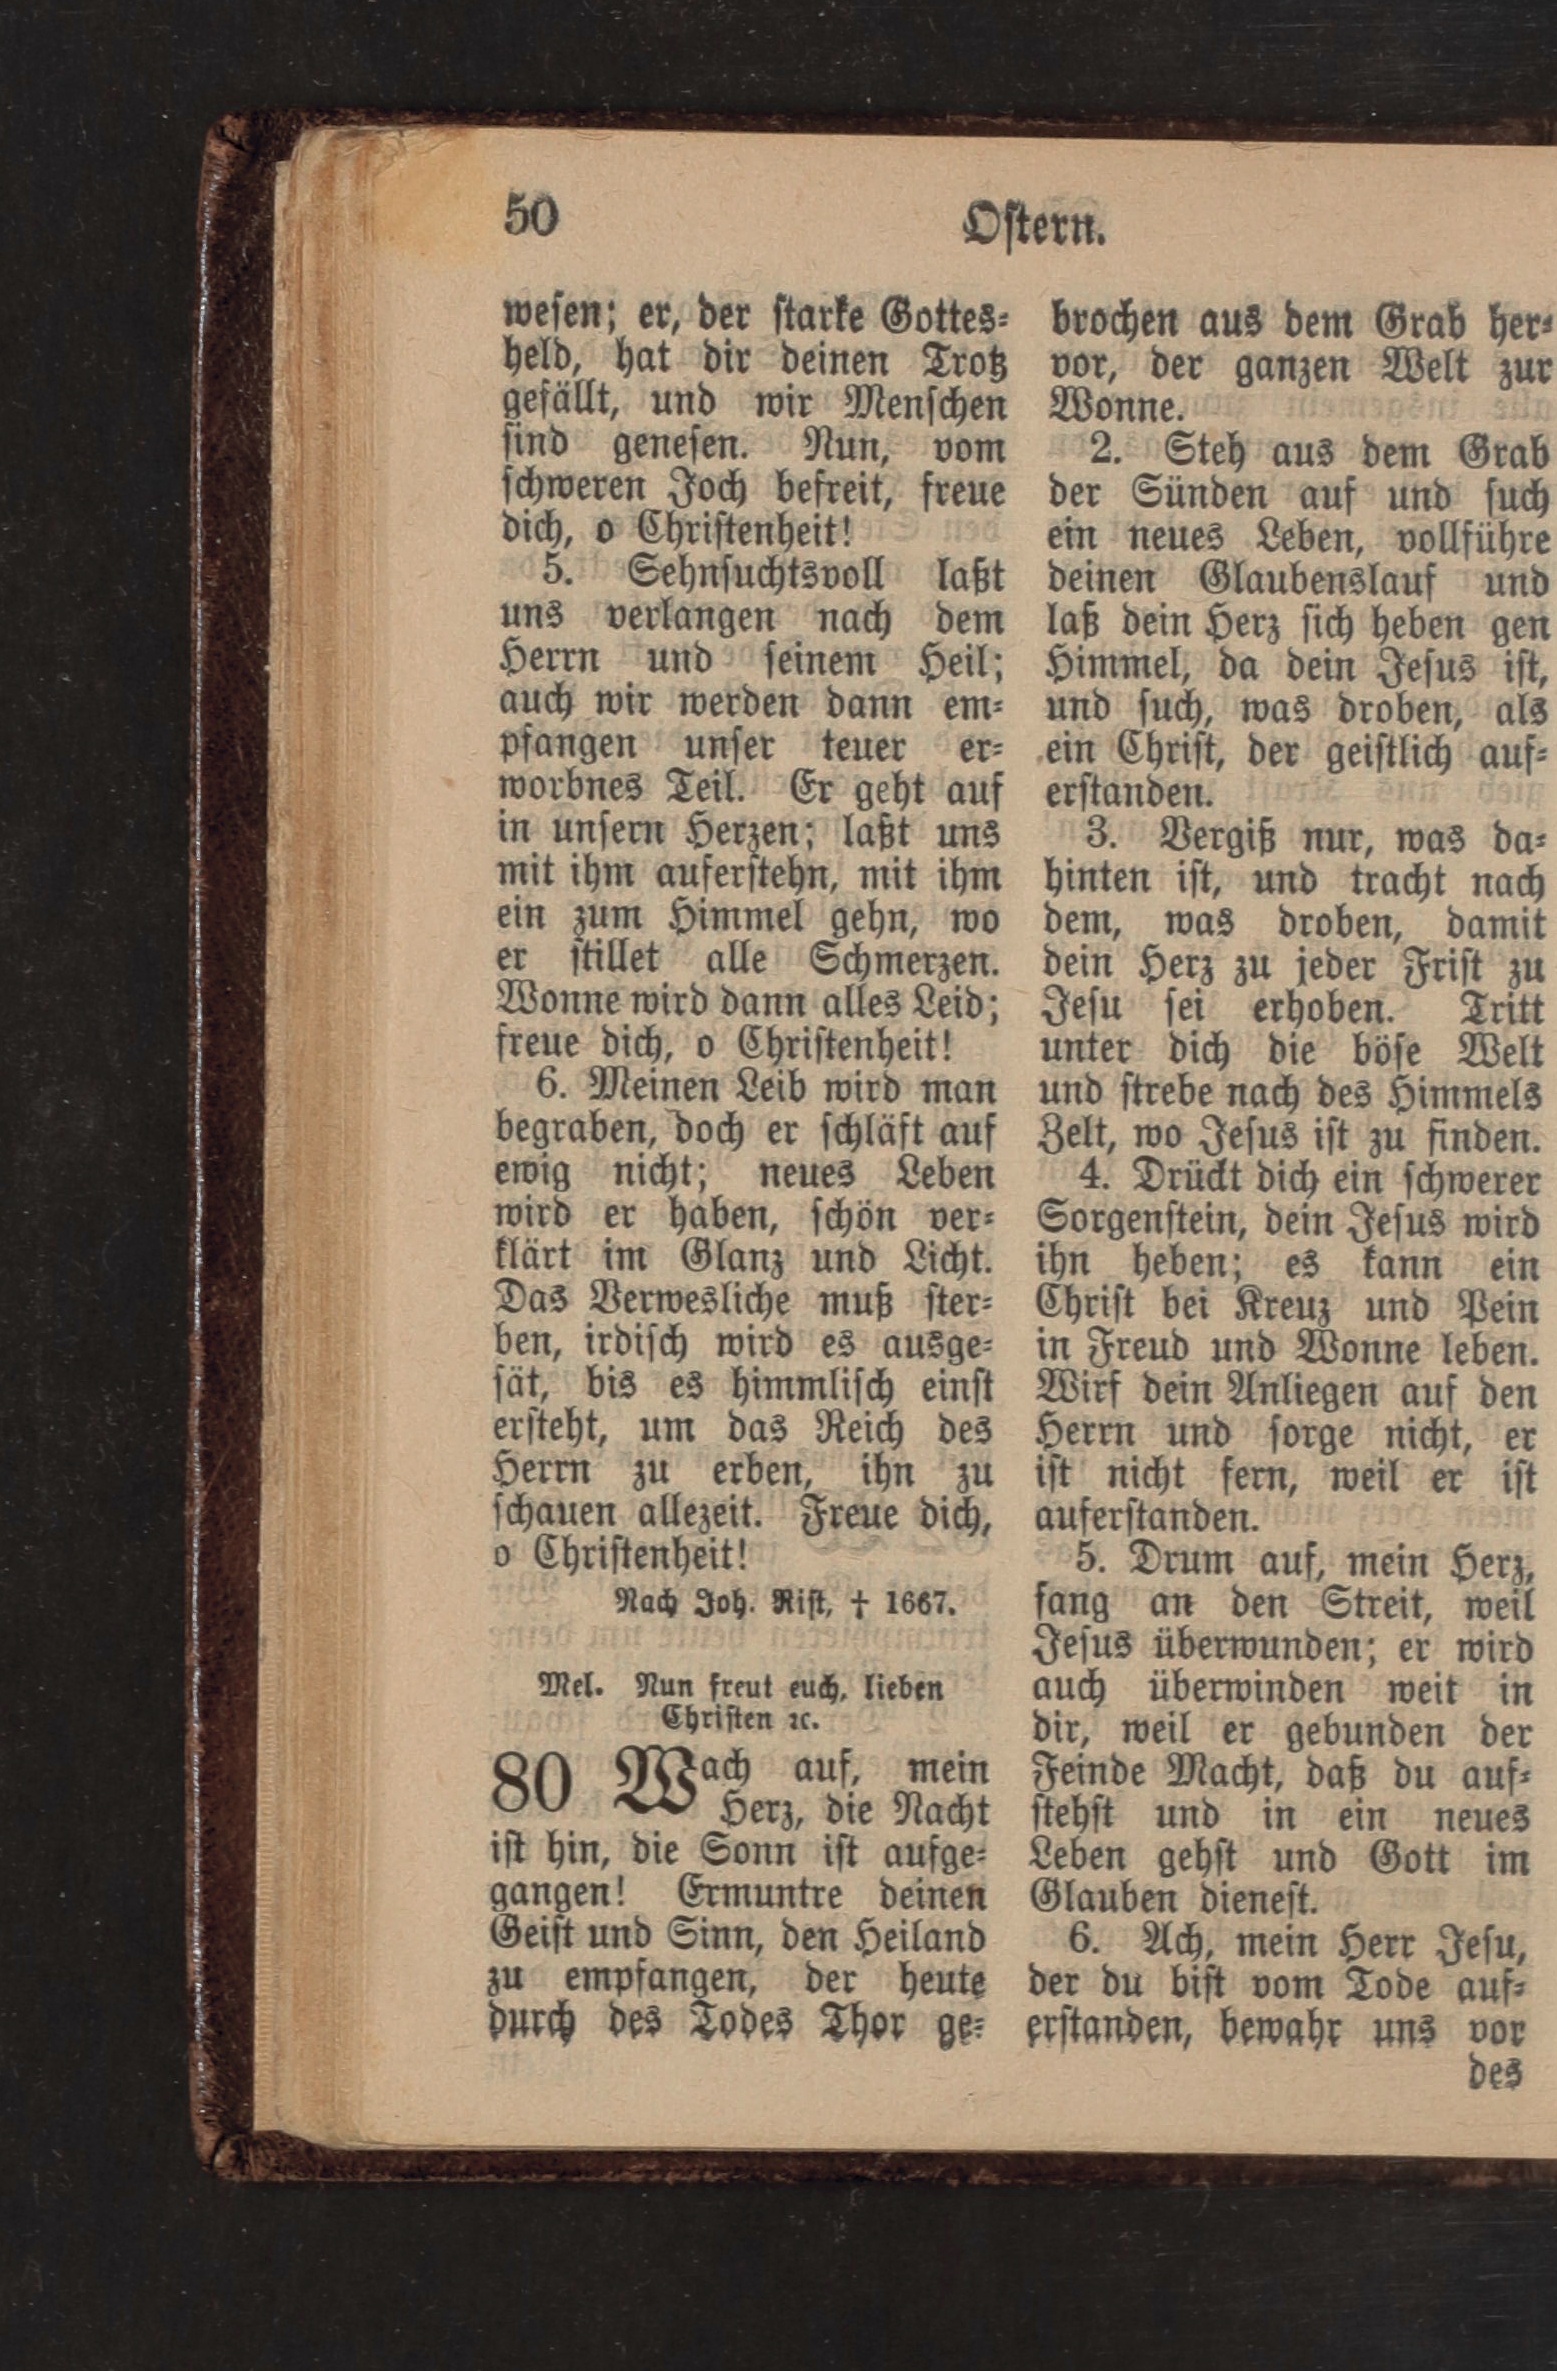 50
Ostern.
wesen; er, der starke Gottes-
held, hat dir deinen Trotz
gefällt, und wir Menschen
sind genesen. Nun, vom
schweren Joch befreit, freue
dich, o Christenheit!
5. Sehnsuchtsvoll laßt
uns verlangen nach dem
Herrn und seinem Heil;
auch wir werden dann em-
pfangen unser teuer er-
worbnes Teil. Er geht auf
in unsern Herzen; laßt uns
mit ihm auferstehn, mit ihm
ein zum Himmel gehn, wo
er stillet alle Schmerzen.
Wonne wird dann alles Leid;
freue dich, o Christenheit!
6. Meinen Leib wird man
begraben, doch er schläft auf
ewig nicht; neues Leben
wird er haben, schön ver-
klärt im Glanz und Licht.
Das Verwesliche muß ster-
ben, irdisch wird es ausge-
sät, bis es himmlisch einst
ersteht, um das Reich des
Herrn zu erben, ihn zu
schauen allezeit. Freue dich,
o Christenheit!
Nach Joh. Rist, † 1667.
Mel. Nun freut euch, lieben
Christen ꝛc.
80 Wach auf, mein
Herz, die Nacht
ist hin, die Sonn ist aufge-
gangen! Ermuntre deinen
Geist und Sinn, den Heiland
zu empfangen, der heute
durch des Todes Thor ge-
brochen aus dem Grab her-
vor, der ganzen Welt zur
Wonne.
2. Steh aus dem Grab
der Sünden auf und such
ein neues Leben, vollführe
deinen Glaubenslauf und
laß dein Herz sich heben gen
Himmel, da dein Jesus ist,
und such, was droben, als
ein Christ, der geistlich auf-
erstanden.
3. Vergiß nur, was da-
hinten ist, und tracht nach
dem, was droben, damit
dein Herz zu jeder Frist zu
Jesu sei erhoben. Tritt
unter dich die böse Welt
und strebe nach des Himmels
Zelt, wo Jesus ist zu finden.
4. Drückt dich ein schwerer
Sorgenstein, dein Jesus wird
ihn heben; es kann ein
Christ bei Kreuz und Pein
in Freud und Wonne leben.
Wirf dein Anliegen auf den
Herrn und sorge nicht, er
ist nicht fern, weil er ist
auferstanden.
5. Drum auf, mein Herz,
fang an den Streit, weil
Jesus überwunden; er wird
auch überwinden weit in
dir, weil er gebunden der
Feinde Macht, daß du auf-
stehst und in ein neues
Leben gehst und Gott im
Glauben dienest.
6. Ach, mein Herr Jesu,
der du bist vom Tode auf-
erstanden, bewahr uns vor
des